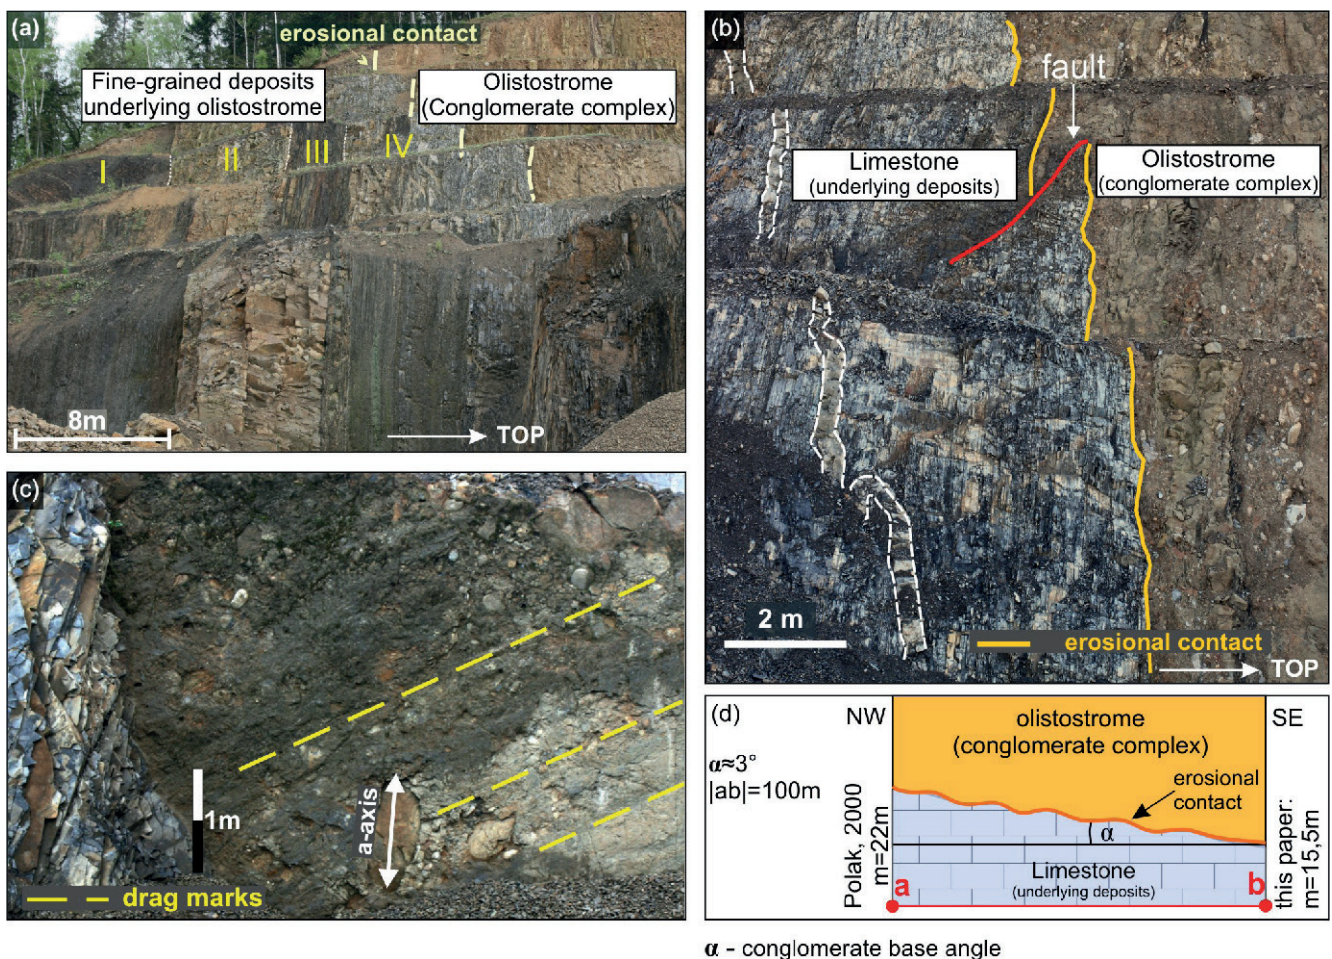 (a)
erosional contact
Fine-grained deposits
underlying olistostrome
Olistostrome
(Conglomerate complex)
I
II
III
IV
8m
TOP
(b)
fault
Limestone
(underlying deposits)
Olistostrome
(conglomerate complex)
2 m
erosional contact
TOP
(c)
1m
a-axis
drag marks
(d)
NW
SE
α≈3°
|ab|=100m
olistostrome
(conglomerate complex)
erosional
contact
α
Limestone
(underlying deposits)
a
b
Polak, 2000
m=22m
this paper:
m=15,5m
α - conglomerate base angle